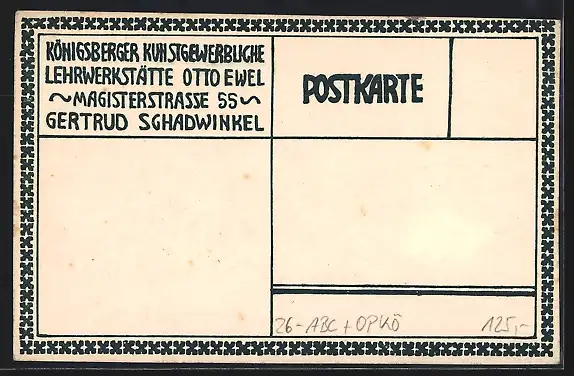 KÖNIGSBERGER KUNSTGEWERBLICHE
LEHRWERKSTÄTTE OTTO EWEL
~MAGISTERSTRASSE 55~
GERTRUD SCHADWINKEL
POSTKARTE
26-ABC + OPKÖ
125,-